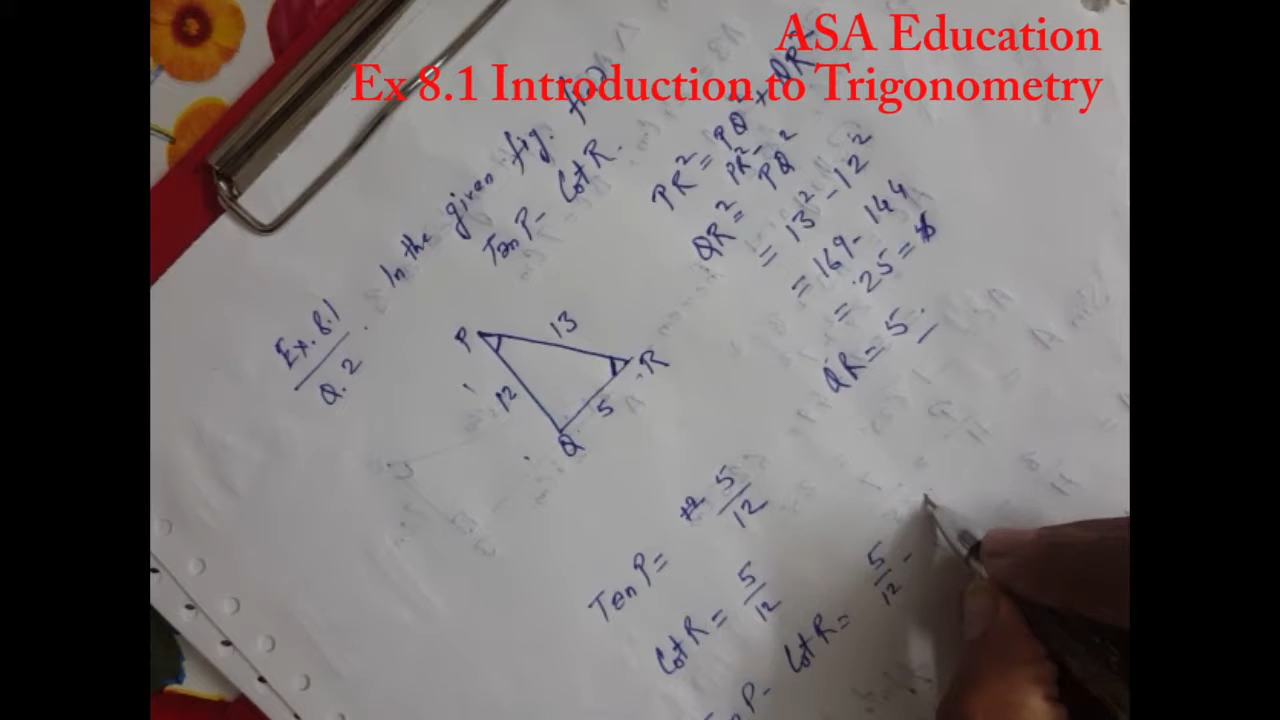 ASA Education
Ex 8.1 Introduction to Trigonometry
Ex. 8.1
Q. 2
In the given fig. find
Tan P - Cot R.
P
13
R
12
5
Q
PR² = PQ² + QR²
QR² = PR² - PQ²
= 13² - 12²
= 169 - 144
= 25 =
QR = 5.
Tan P = 5/12
Cot R = 5/12
Tan P - Cot R = 5/12 -